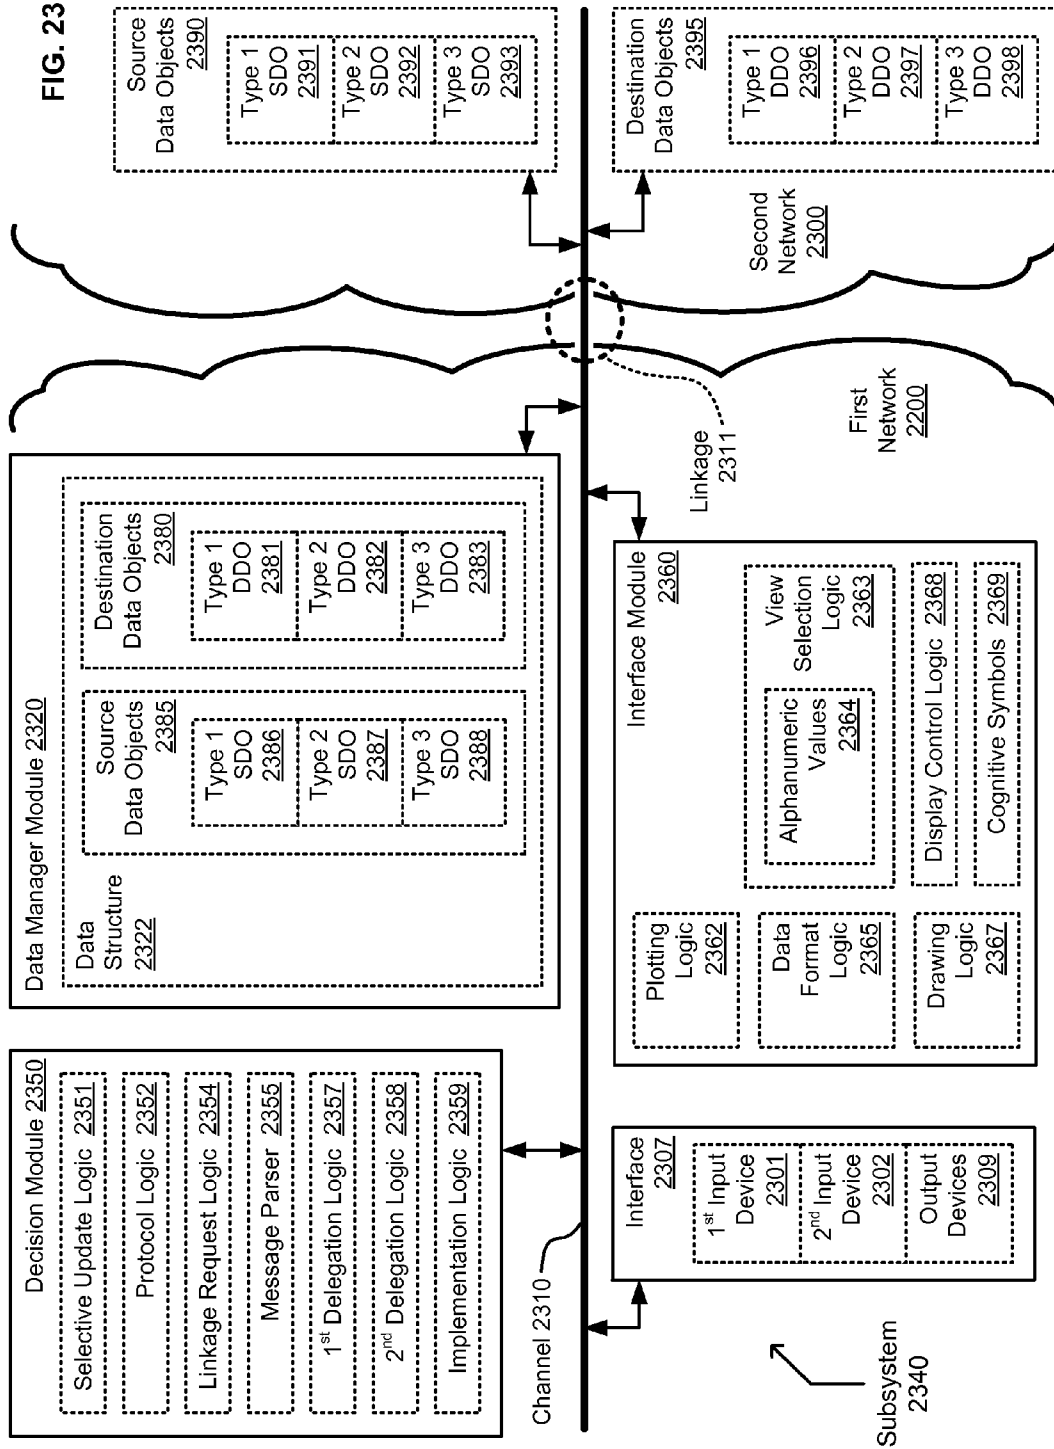 FIG. 23
Decision Module 2350
Selective Update Logic 2351
Protocol Logic 2352
Linkage Request Logic 2354
Message Parser 2355
1st Delegation Logic 2357
2nd Delegation Logic 2358
Implementation Logic 2359
Data Manager Module 2320
Data
Structure
2322
Source
Data Objects
2385
Type 1
SDO
2386
Type 2
SDO
2387
Type 3
SDO
2388
Destination
Data Objects
2380
Type 1
DDO
2381
Type 2
DDO
2382
Type 3
DDO
2383
Source
Data Objects
2390
Type 1
SDO
2391
Type 2
SDO
2392
Type 3
SDO
2393
Channel 2310
Linkage
2311
First
Network
2200
Second
Network
2300
Interface
2307
1st Input
Device
2301
2nd Input
Device
2302
Output
Devices
2309
Interface Module
2360
Plotting
Logic
2362
Data
Format
Logic
2365
Drawing
Logic
2367
View
Selection
Logic
2363
Alphanumeric
Values
2364
Display Control Logic 2368
Cognitive Symbols 2369
Destination
Data Objects
2395
Type 1
DDO
2396
Type 2
DDO
2397
Type 3
DDO
2398
Subsystem
2340